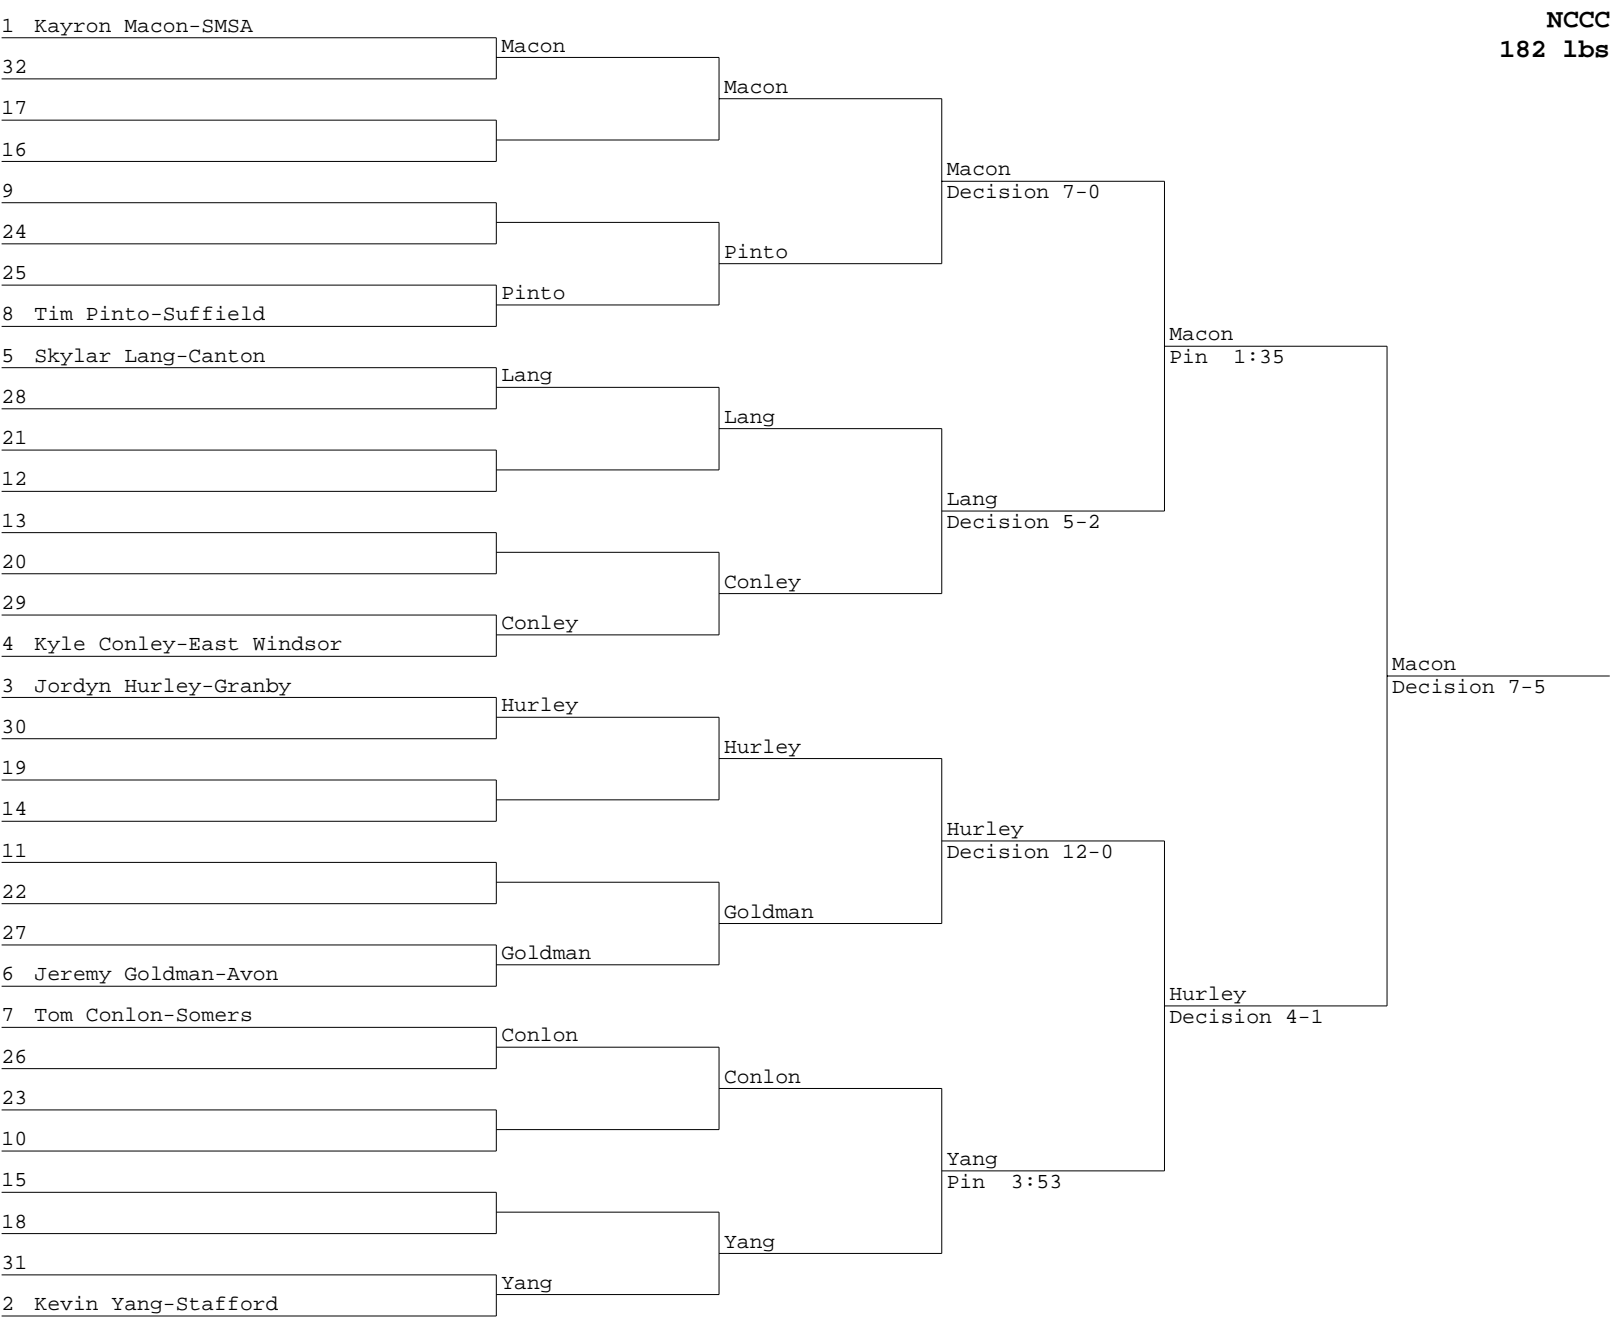 NCCC
182 lbs
1 Kayron Macon-SMSA
32
17
16
9
24
25
8 Tim Pinto-Suffield
5 Skylar Lang-Canton
28
21
12
13
20
29
4 Kyle Conley-East Windsor
3 Jordyn Hurley-Granby
30
19
14
11
22
27
6 Jeremy Goldman-Avon
7 Tom Conlon-Somers
26
23
10
15
18
31
2 Kevin Yang-Stafford
Macon
Pinto
Lang
Conley
Hurley
Goldman
Conlon
Yang
Macon
Pinto
Lang
Conley
Hurley
Goldman
Conlon
Yang
Macon
Decision 7-0
Lang
Decision 5-2
Hurley
Decision 12-0
Yang
Pin 3:53
Macon
Pin 1:35
Hurley
Decision 4-1
Macon
Decision 7-5